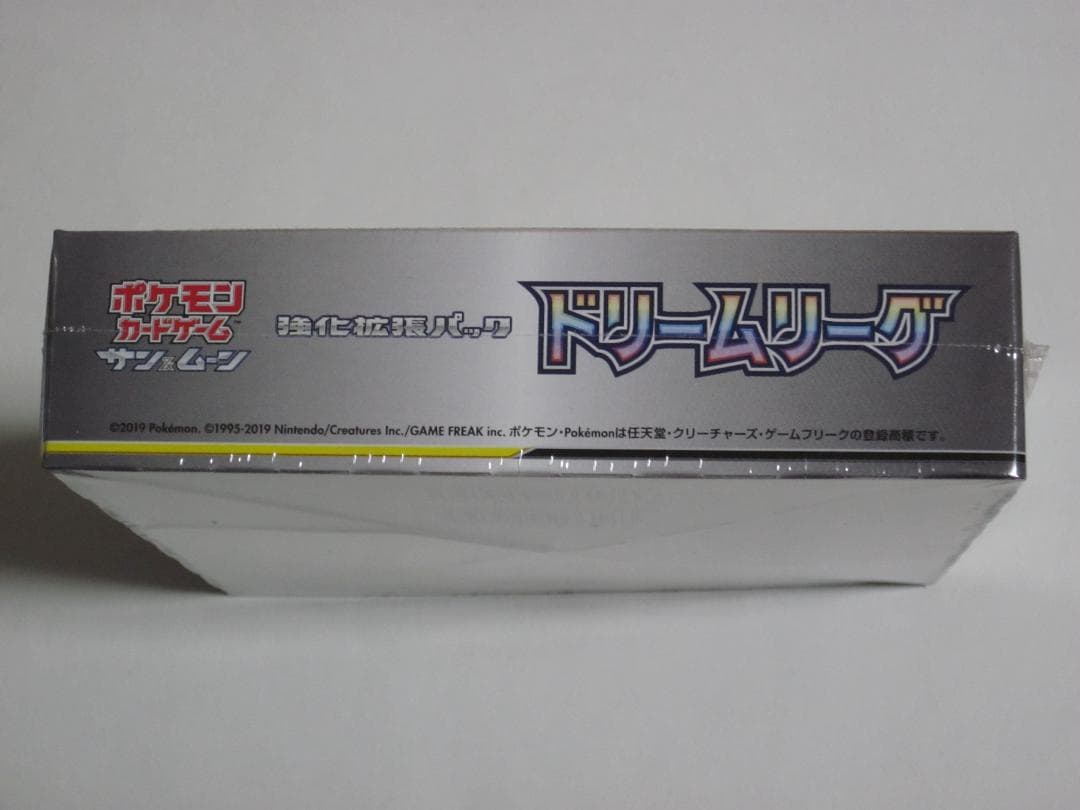 ポケモン
カードゲーム™
サン&ムーン
強化拡張パック
ドリームリーグ
©2019 Pokémon. ©1995-2019 Nintendo/Creatures Inc./GAME FREAK inc. ポケモン・Pokémonは任天堂・クリーチャーズ・ゲームフリークの登録商標です。